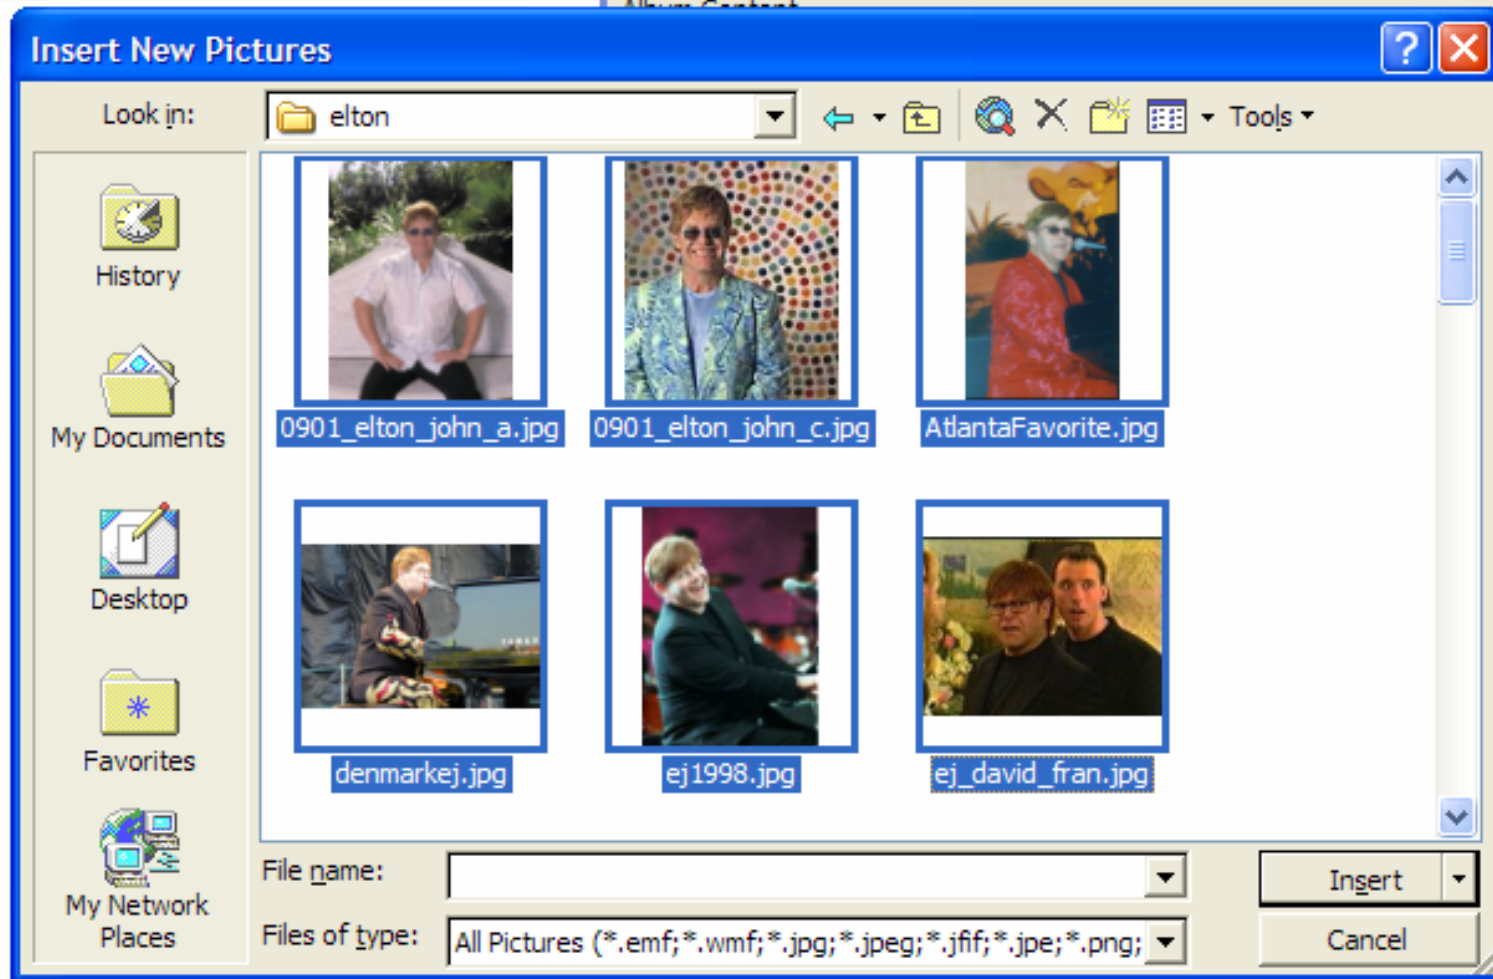 Album Content
Insert New Pictures
Look in:
elton
Tools
History
My Documents
Desktop
Favorites
My Network
Places
0901_elton_john_a.jpg
0901_elton_john_c.jpg
AtlantaFavorite.jpg
denmarkej.jpg
ej1998.jpg
ej_david_fran.jpg
File name:
Insert
Files of type:
All Pictures (*.emf;*.wmf;*.jpg;*.jpeg;*.jfif;*.jpe;*.png;
Cancel